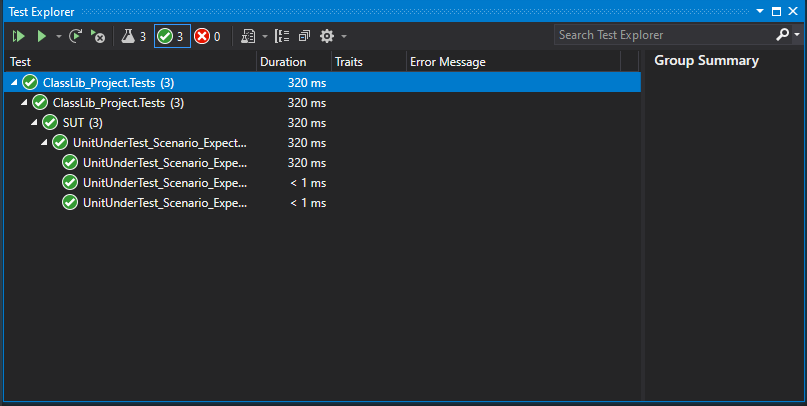 Test Explorer
3 3 0 Search Test Explorer
Test Duration Traits Error Message Group Summary
ClassLib_Project.Tests (3) 320 ms
ClassLib_Project.Tests (3) 320 ms
SUT (3) 320 ms
UnitUnderTest_Scenario_Expect... 320 ms
UnitUnderTest_Scenario_Expe... 320 ms
UnitUnderTest_Scenario_Expe... < 1 ms
UnitUnderTest_Scenario_Expe... < 1 ms